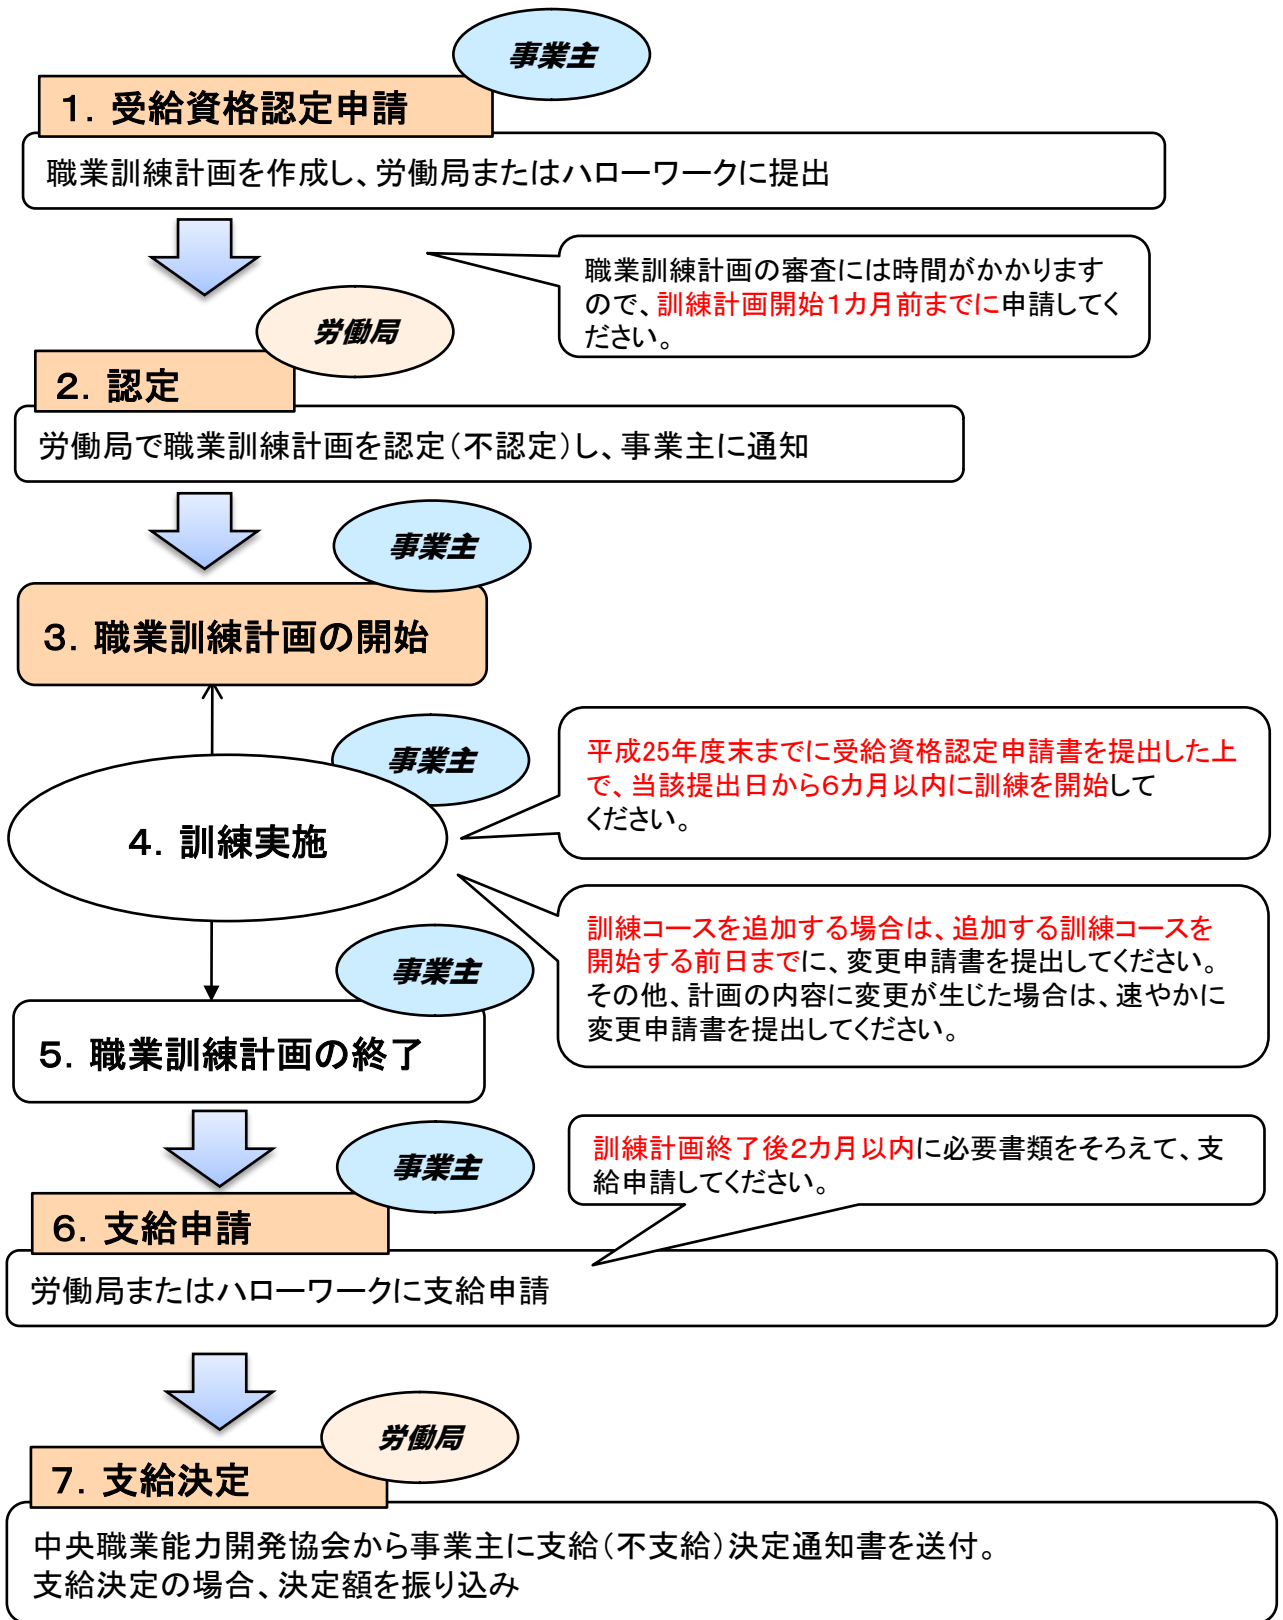 事業主
１．受給資格認定申請
職業訓練計画を作成し、労働局またはハローワークに提出
職業訓練計画の審査には時間がかかります
ので、訓練計画開始１カ月前までに申請してく
ださい。
労働局
２．認定
労働局で職業訓練計画を認定（不認定）し、事業主に通知
事業主
３．職業訓練計画の開始
事業主
平成25年度末までに受給資格認定申請書を提出した上
で、当該提出日から６カ月以内に訓練を開始して
ください。
４．訓練実施
訓練コースを追加する場合は、追加する訓練コースを
開始する前日までに、変更申請書を提出してください。
その他、計画の内容に変更が生じた場合は、速やかに
変更申請書を提出してください。
事業主
５．職業訓練計画の終了
訓練計画終了後２カ月以内に必要書類をそろえて、支
給申請してください。
事業主
６．支給申請
労働局またはハローワークに支給申請
労働局
７．支給決定
中央職業能力開発協会から事業主に支給（不支給）決定通知書を送付。
支給決定の場合、決定額を振り込み